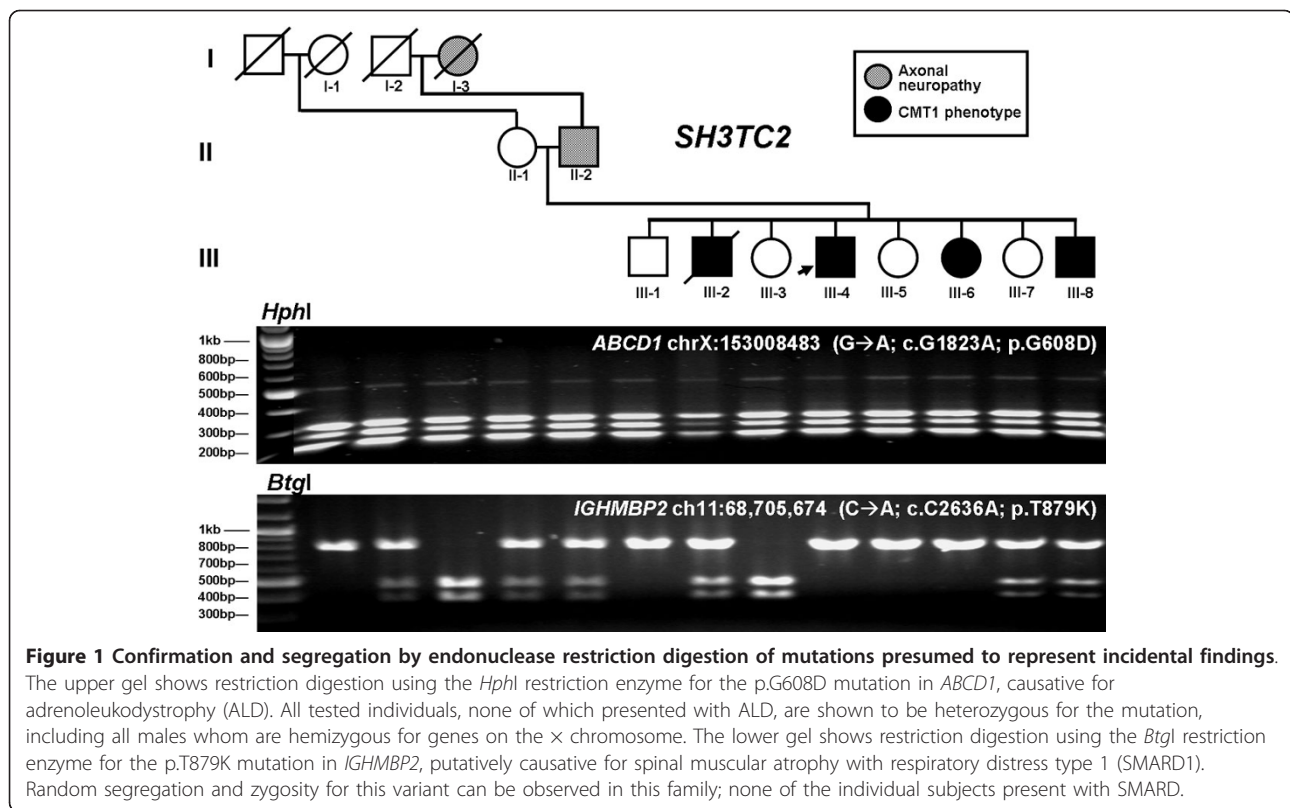 I
I-1
I-2
I-3
Axonal
neuropathy
CMT1 phenotype
II
II-1
II-2
SH3TC2
III
III-1
III-2
III-3
III-4
III-5
III-6
III-7
III-8
HphI
ABCD1 chrX:153008483 (G→A; c.G1823A; p.G608D)
1kb
800bp
600bp
500bp
400bp
300bp
200bp
BtgI
IGHMBP2 ch11:68,705,674 (C→A; c.C2636A; p.T879K)
1kb
800bp
700bp
500bp
400bp
300bp
Figure 1 Confirmation and segregation by endonuclease restriction digestion of mutations presumed to represent incidental findings.
The upper gel shows restriction digestion using the HphI restriction enzyme for the p.G608D mutation in ABCD1, causative for
adrenoleukodystrophy (ALD). All tested individuals, none of which presented with ALD, are shown to be heterozygous for the mutation,
including all males whom are hemizygous for genes on the × chromosome. The lower gel shows restriction digestion using the BtgI restriction
enzyme for the p.T879K mutation in IGHMBP2, putatively causative for spinal muscular atrophy with respiratory distress type 1 (SMARD1).
Random segregation and zygosity for this variant can be observed in this family; none of the individual subjects present with SMARD.